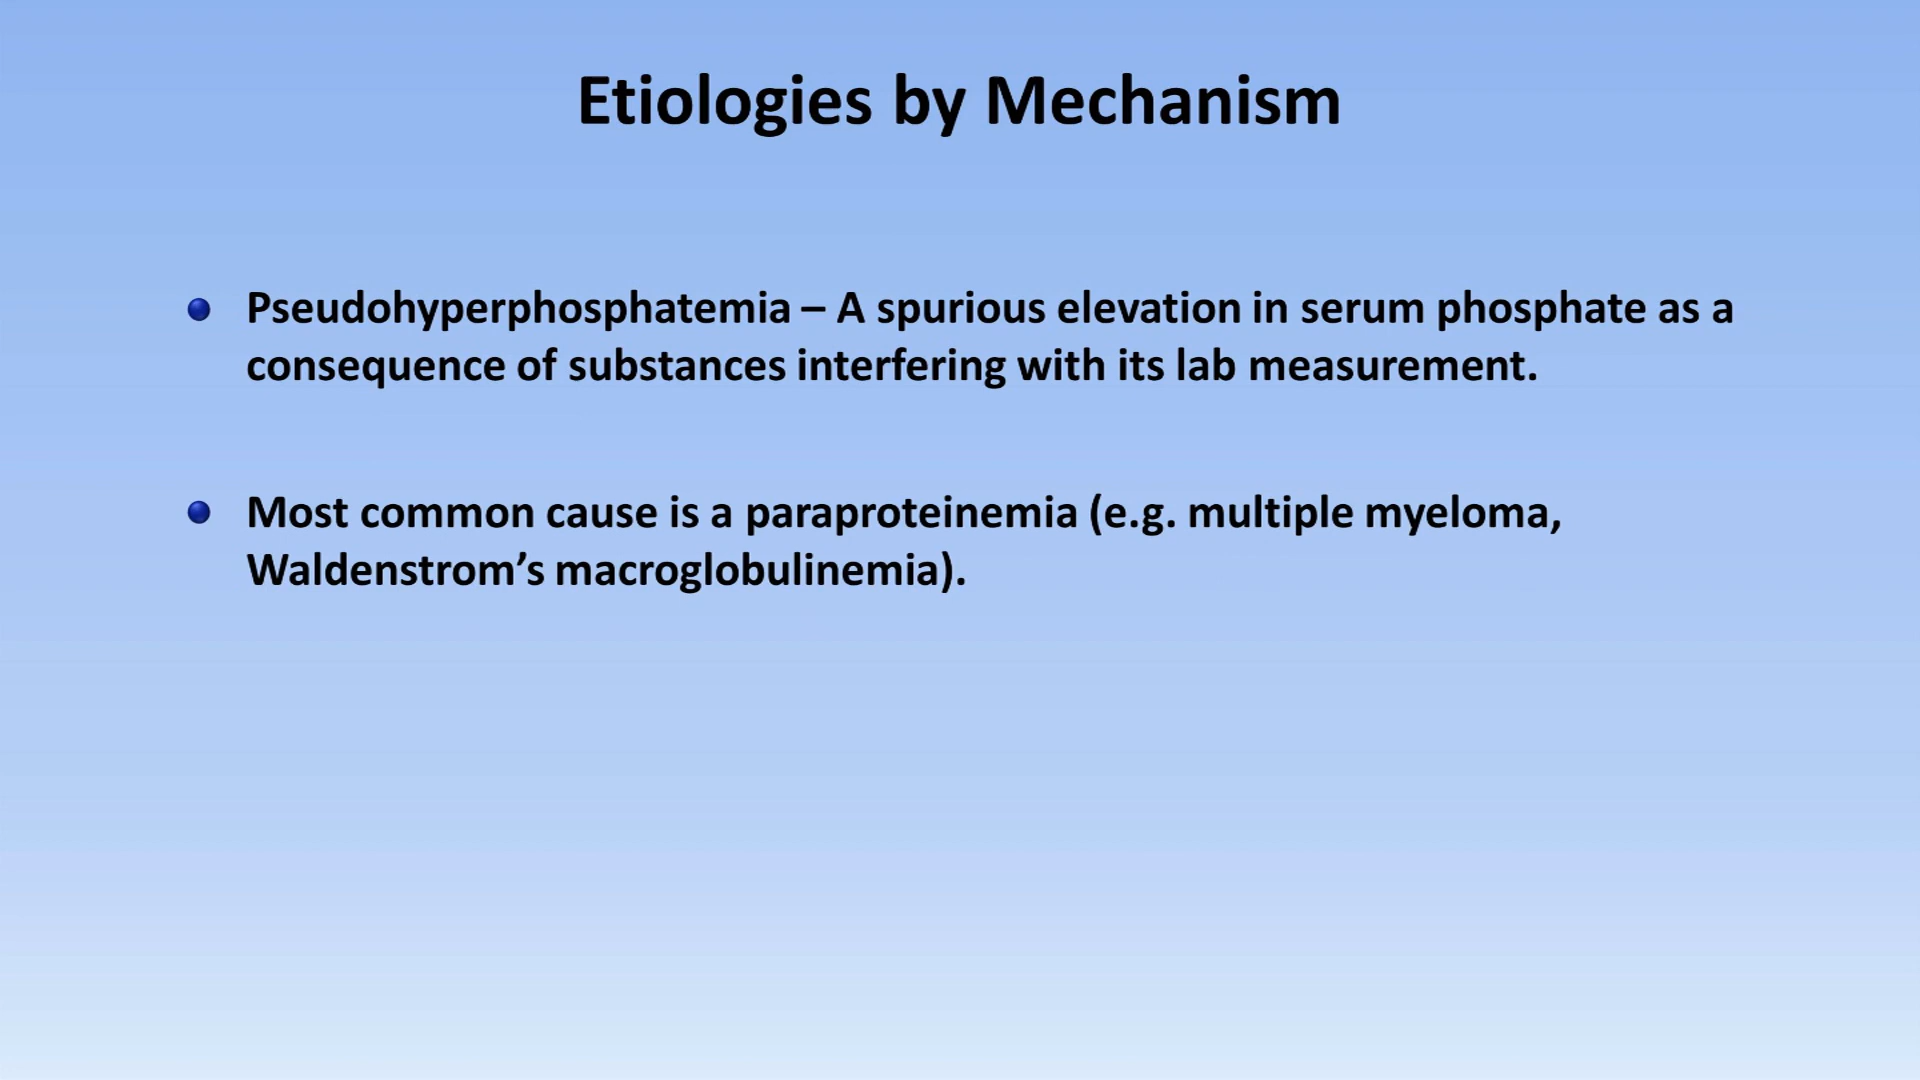 Etiologies by Mechanism
Pseudohyperphosphatemia – A spurious elevation in serum phosphate as a
consequence of substances interfering with its lab measurement.
Most common cause is a paraproteinemia (e.g. multiple myeloma,
Waldenstrom’s macroglobulinemia).